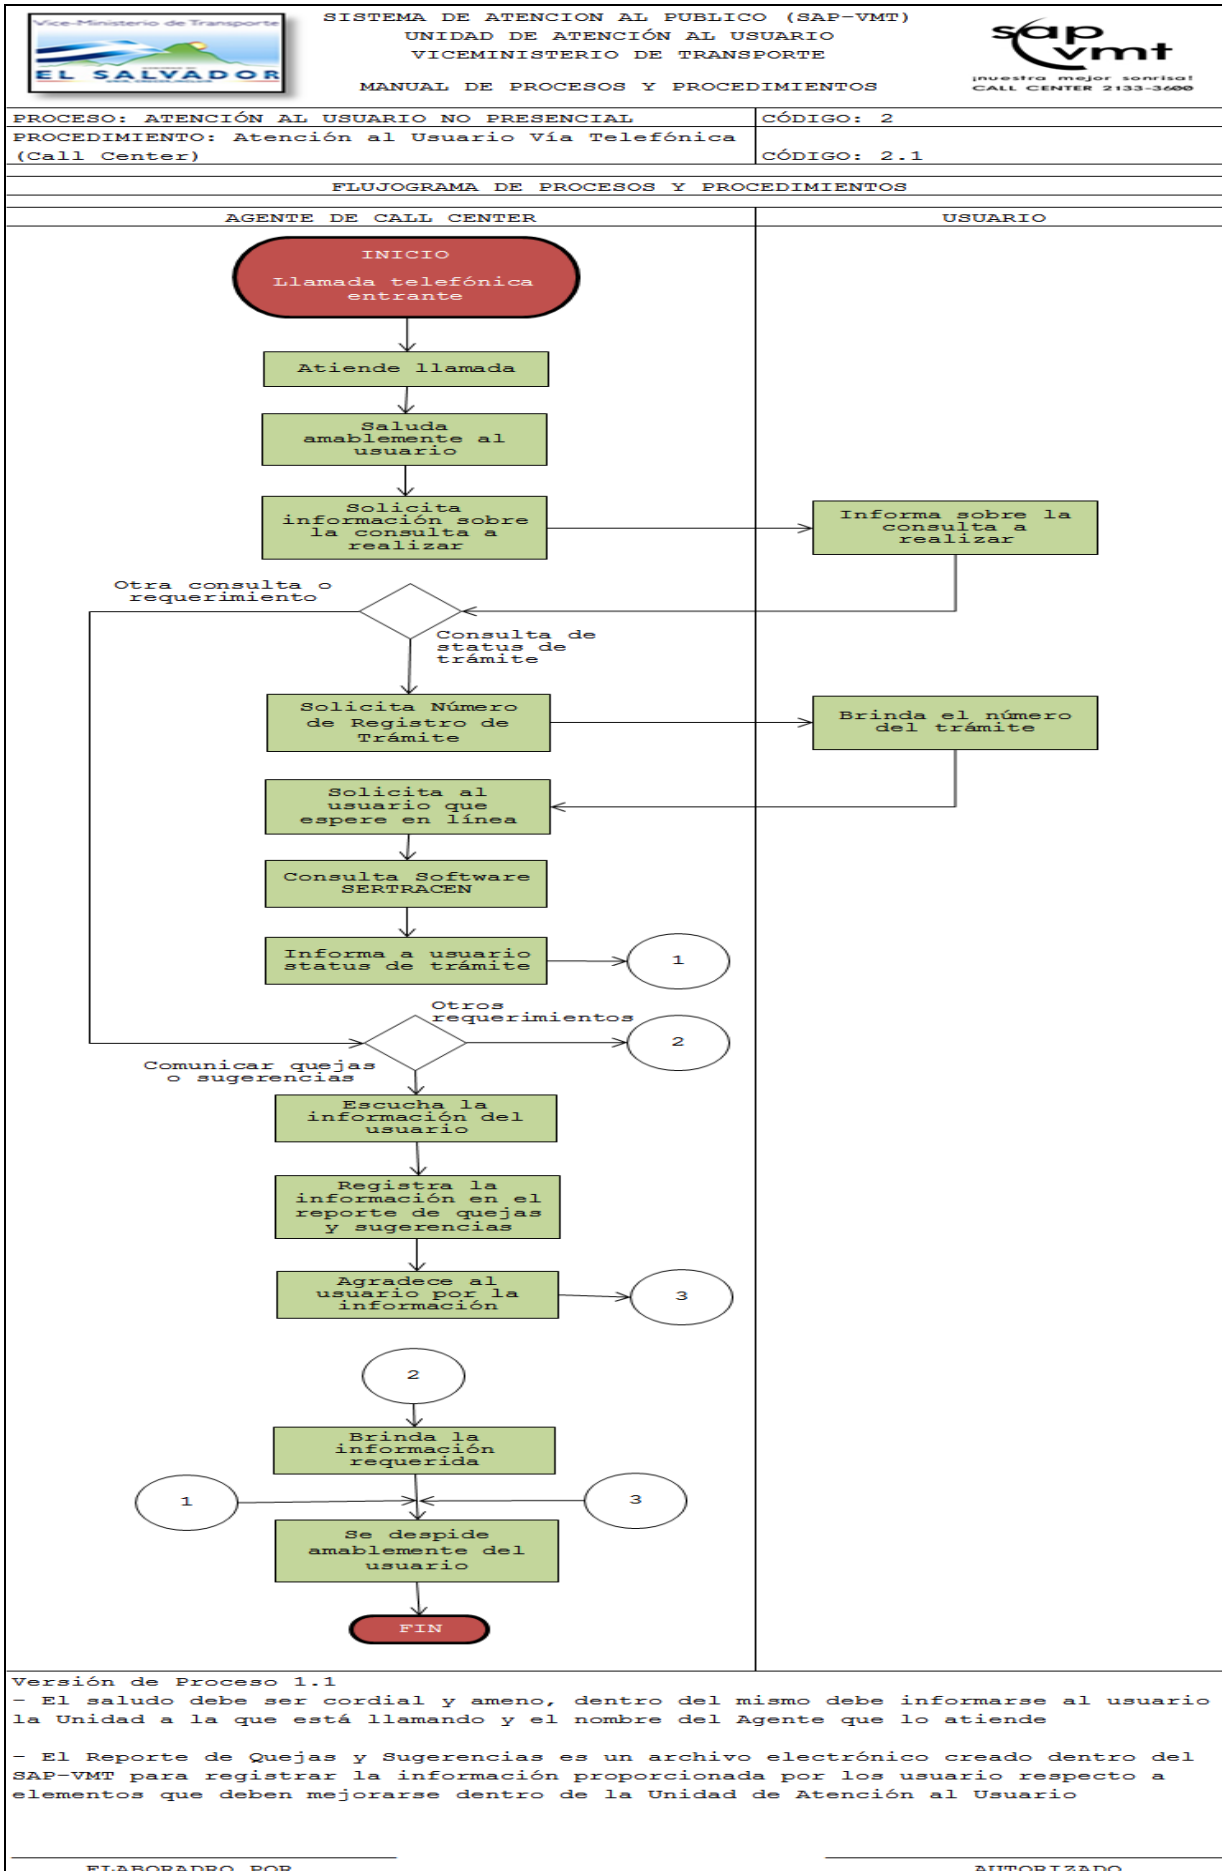 Vice-Ministerio de Transporte
EL SALVADOR
SISTEMA DE ATENCION AL PUBLICO (SAP-VMT)
UNIDAD DE ATENCIÓN AL USUARIO
VICEMINISTERIO DE TRANSPORTE
MANUAL DE PROCESOS Y PROCEDIMIENTOS
sap
vmt
¡nuestra mejor sonrisa!
CALL CENTER 2133-3600
PROCESO: ATENCIÓN AL USUARIO NO PRESENCIAL
CÓDIGO: 2
PROCEDIMIENTO: Atención al Usuario Vía Telefónica
(Call Center)
CÓDIGO: 2.1
FLUJOGRAMA DE PROCESOS Y PROCEDIMIENTOS
AGENTE DE CALL CENTER
USUARIO
INICIO
Llamada telefónica
entrante
Atiende llamada
Saluda
amablemente al
usuario
Solicita
información sobre
la consulta a
realizar
Informa sobre la
consulta a
realizar
Otra consulta o
requerimiento
Consulta de
status de
trámite
Solicita Número
de Registro de
Trámite
Brinda el número
del trámite
Solicita al
usuario que
espere en línea
Consulta Software
SERTRACEN
Informa a usuario
status de trámite
1
Otros
requerimientos
2
Comunicar quejas
o sugerencias
Escucha la
información del
usuario
Registra la
información en el
reporte de quejas
y sugerencias
Agradece al
usuario por la
información
3
2
Brinda la
información
requerida
1
3
Se despide
amablemente del
usuario
FIN
Versión de Proceso 1.1
- El saludo debe ser cordial y ameno, dentro del mismo debe informarse al usuario
la Unidad a la que está llamando y el nombre del Agente que lo atiende
- El Reporte de Quejas y Sugerencias es un archivo electrónico creado dentro del
SAP-VMT para registrar la información proporcionada por los usuario respecto a
elementos que deben mejorarse dentro de la Unidad de Atención al Usuario
ELABORADRO POR
AUTORIZADO